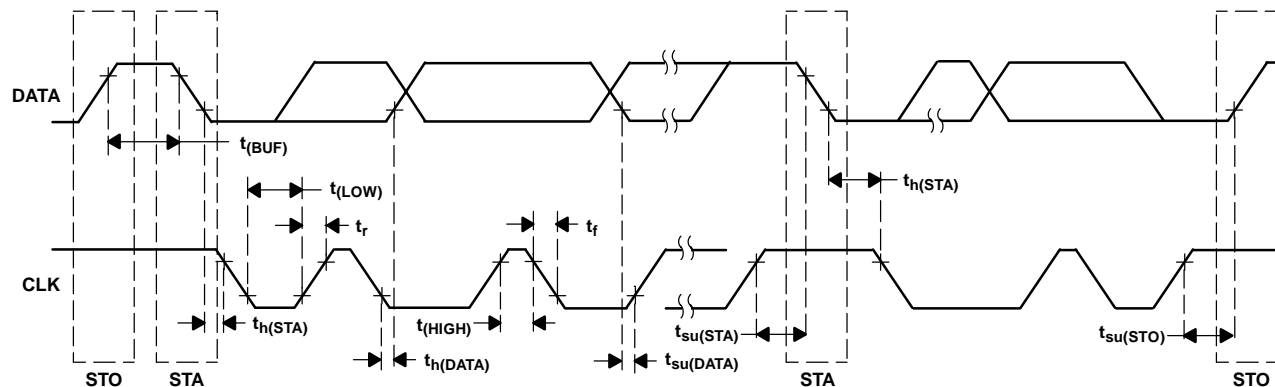 DATA
t(BUF)
t(LOW)
th(STA)
tr
tf
CLK
th(STA)
t(HIGH)
tsu(STA)
tsu(STO)
th(DATA)
tsu(DATA)
STO
STA
STA
STO